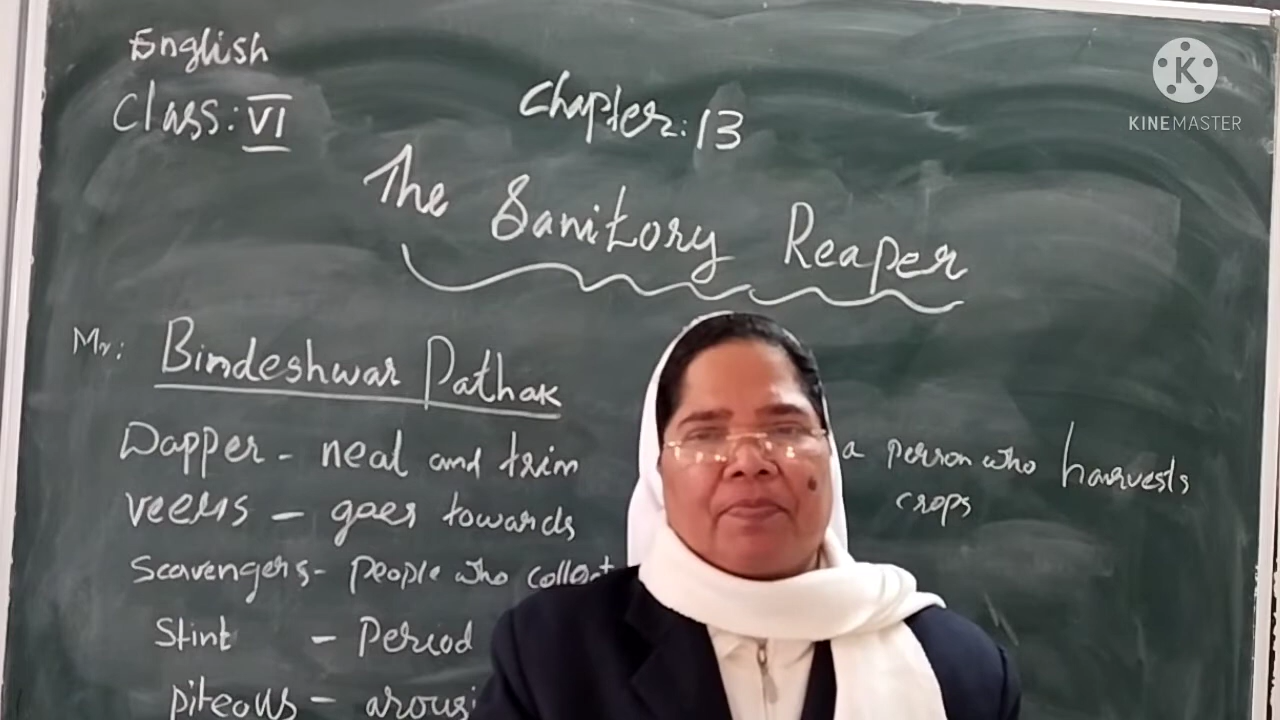 English
Class: VI
Chapter: 13
The Sanitory Reaper
Mr: Bindeshwar Pathak
Dapper - neat and trim
a person who harvests
crops
veers - goes towards
Scavengers - people who collect
Stint - Period
piteous - arousi
K
KINEMASTER